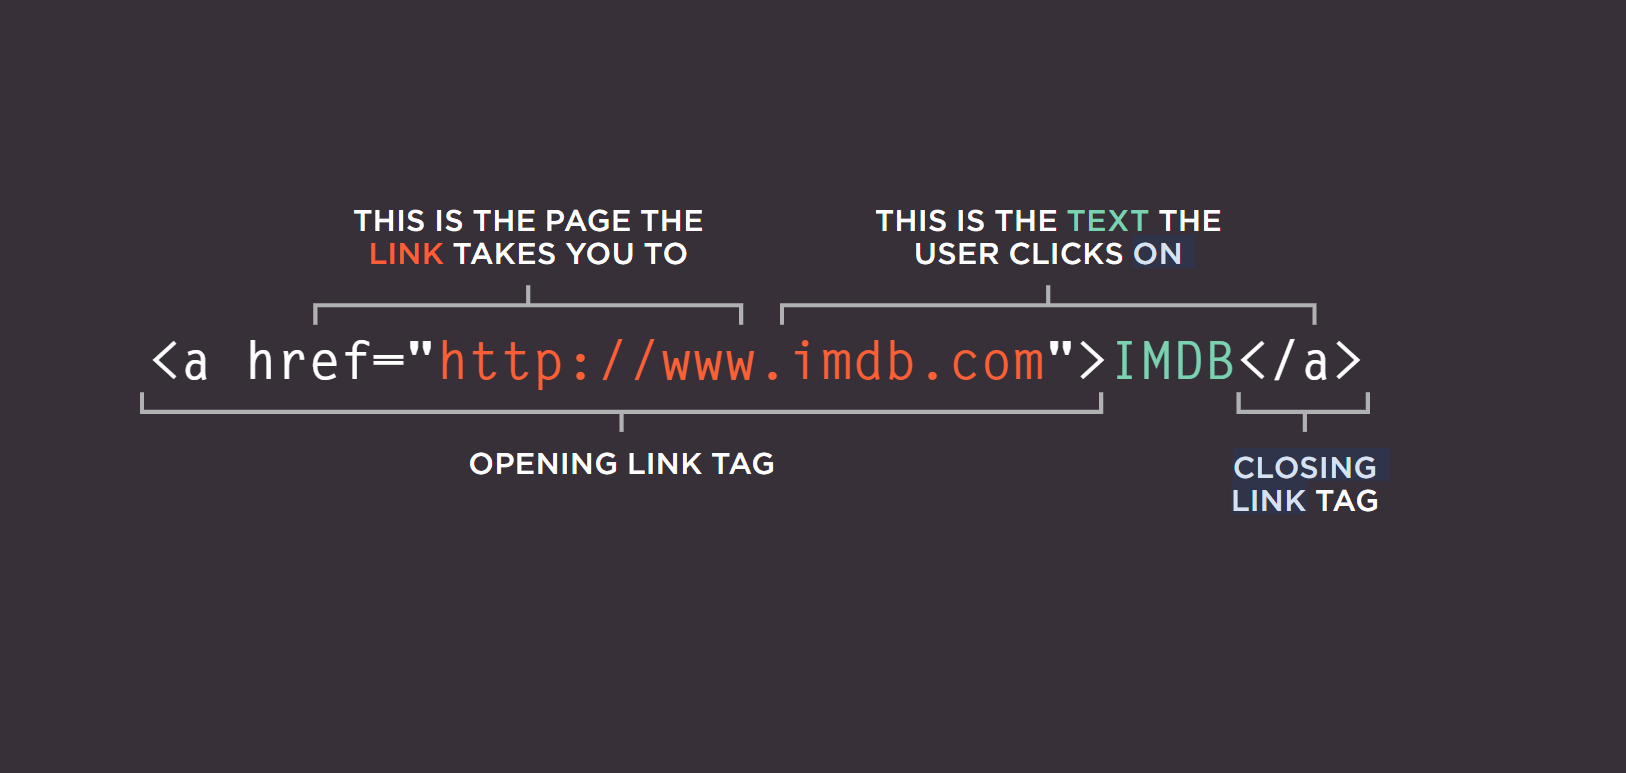 THIS IS THE PAGE THE
LINK TAKES YOU TO
THIS IS THE TEXT THE
USER CLICKS ON
<a href="http://www.imdb.com">IMDB</a>
OPENING LINK TAG
CLOSING
LINK TAG